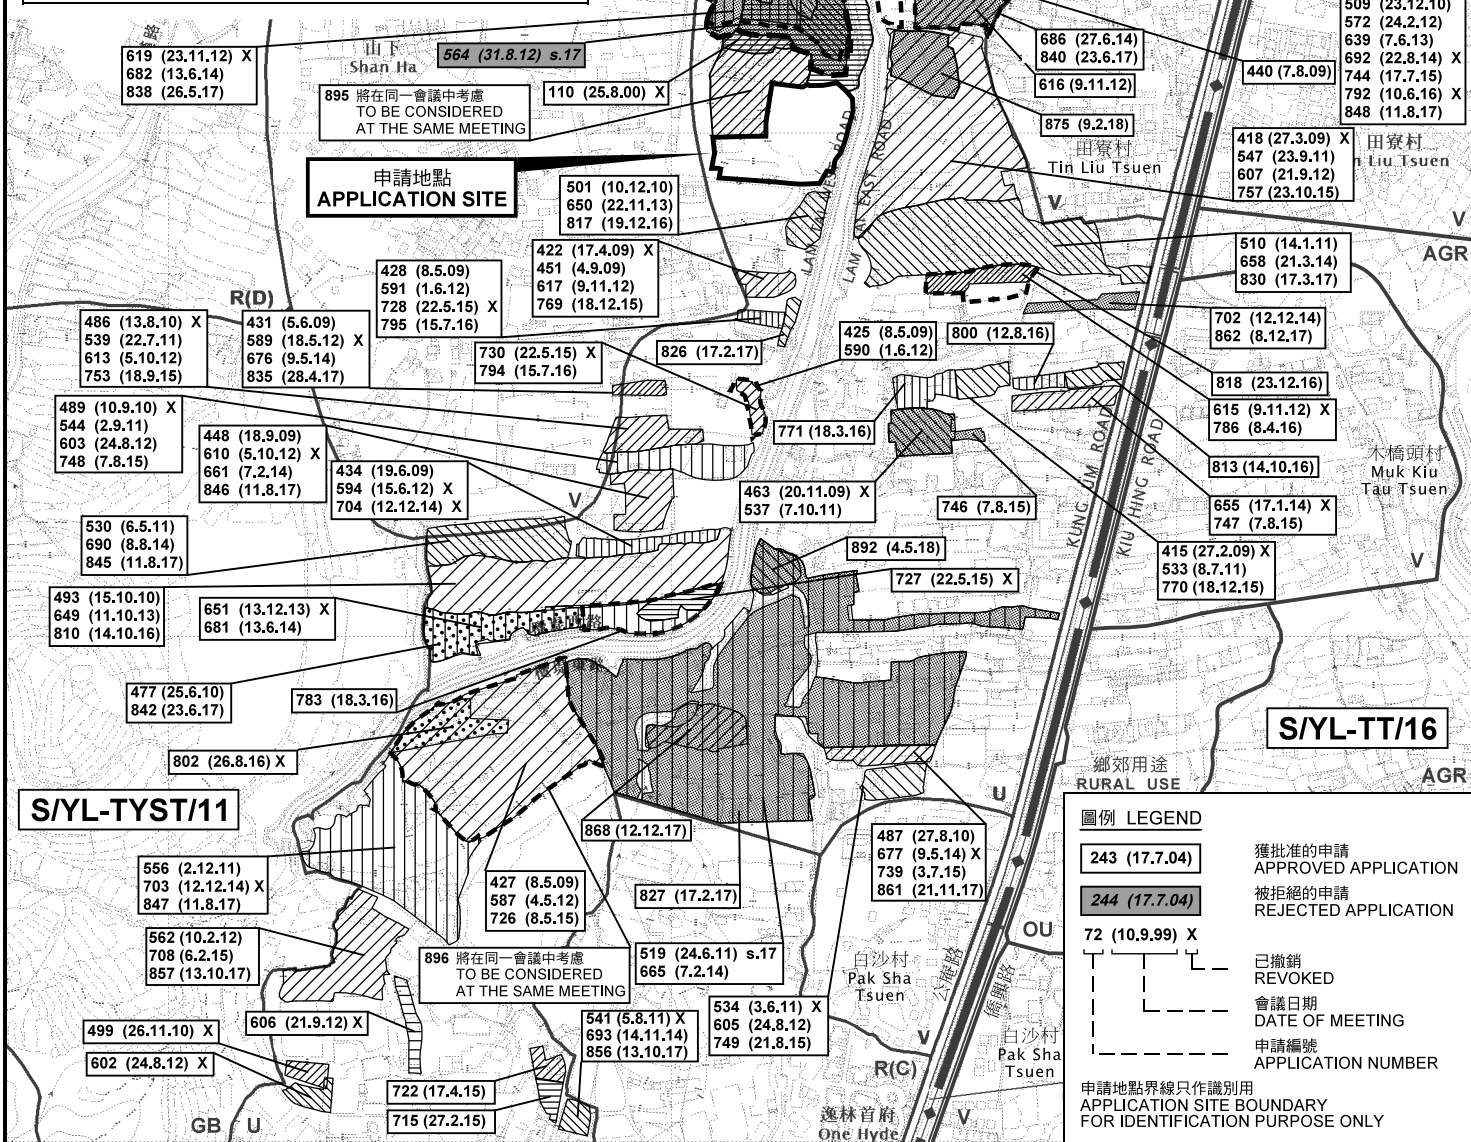 509 (23.12.10)
572 (24.2.12)
639 (7.6.13)
692 (22.8.14) X
744 (17.7.15)
792 (10.6.16) X
848 (11.8.17)
619 (23.11.12) X
682 (13.6.14)
838 (26.5.17)
山下
Shan Ha
564 (31.8.12) s.17
686 (27.6.14)
840 (23.6.17)
616 (9.11.12)
440 (7.8.09)
895 將在同一會議中考慮
TO BE CONSIDERED
AT THE SAME MEETING
110 (25.8.00) X
875 (9.2.18)
田寮村
Tin Liu Tsuen
418 (27.3.09) X
547 (23.9.11)
607 (21.9.12)
757 (23.10.15)
田寮村
n Liu Tsuen
申請地點
APPLICATION SITE
501 (10.12.10)
650 (22.11.13)
817 (19.12.16)
LAM TAI WEST ROAD
LAM TAI EAST ROAD
V
V
AGR
422 (17.4.09) X
451 (4.9.09)
617 (9.11.12)
769 (18.12.15)
510 (14.1.11)
658 (21.3.14)
830 (17.3.17)
428 (8.5.09)
591 (1.6.12)
728 (22.5.15) X
795 (15.7.16)
R(D)
486 (13.8.10) X
539 (22.7.11)
613 (5.10.12)
753 (18.9.15)
431 (5.6.09)
589 (18.5.12) X
676 (9.5.14)
835 (28.4.17)
730 (22.5.15) X
794 (15.7.16)
826 (17.2.17)
425 (8.5.09)
590 (1.6.12)
800 (12.8.16)
702 (12.12.14)
862 (8.12.17)
818 (23.12.16)
615 (9.11.12) X
786 (8.4.16)
489 (10.9.10) X
544 (2.9.11)
603 (24.8.12)
748 (7.8.15)
448 (18.9.09)
610 (5.10.12) X
661 (7.2.14)
846 (11.8.17)
434 (19.6.09)
594 (15.6.12) X
704 (12.12.14) X
771 (18.3.16)
813 (14.10.16)
木橋頭村
Muk Kiu
Tau Tsuen
463 (20.11.09) X
537 (7.10.11)
746 (7.8.15)
655 (17.1.14) X
747 (7.8.15)
KUNG UM ROAD
KIU HING ROAD
V
530 (6.5.11)
690 (8.8.14)
845 (11.8.17)
892 (4.5.18)
415 (27.2.09) X
533 (8.7.11)
770 (18.12.15)
V
493 (15.10.10)
649 (11.10.13)
810 (14.10.16)
651 (13.12.13) X
681 (13.6.14)
727 (22.5.15) X
477 (25.6.10)
842 (23.6.17)
783 (18.3.16)
802 (26.8.16) X
S/YL-TT/16
鄉郊用途
RURAL USE
AGR
S/YL-TYST/11
U
868 (12.12.17)
487 (27.8.10)
677 (9.5.14) X
739 (3.7.15)
861 (21.11.17)
556 (2.12.11)
703 (12.12.14) X
847 (11.8.17)
427 (8.5.09)
587 (4.5.12)
726 (8.5.15)
827 (17.2.17)
562 (10.2.12)
708 (6.2.15)
857 (13.10.17)
896 將在同一會議中考慮
TO BE CONSIDERED
AT THE SAME MEETING
519 (24.6.11) s.17
665 (7.2.14)
白沙村
Pak Sha
Tsuen
公庵路
僑興路
OU
499 (26.11.10) X
606 (21.9.12) X
541 (5.8.11) X
693 (14.11.14)
856 (13.10.17)
534 (3.6.11) X
605 (24.8.12)
749 (21.8.15)
V
白沙村
Pak Sha
Tsuen
602 (24.8.12) X
722 (17.4.15)
715 (27.2.15)
R(C)
GB
U
逸林首府
One Hyde
V
圖例 LEGEND
243 (17.7.04)
獲批准的申請
APPROVED APPLICATION
244 (17.7.04)
被拒絕的申請
REJECTED APPLICATION
72 (10.9.99) X
已撤銷
REVOKED
會議日期
DATE OF MEETING
申請編號
APPLICATION NUMBER
申請地點界線只作識別用
APPLICATION SITE BOUNDARY
FOR IDENTIFICATION PURPOSE ONLY